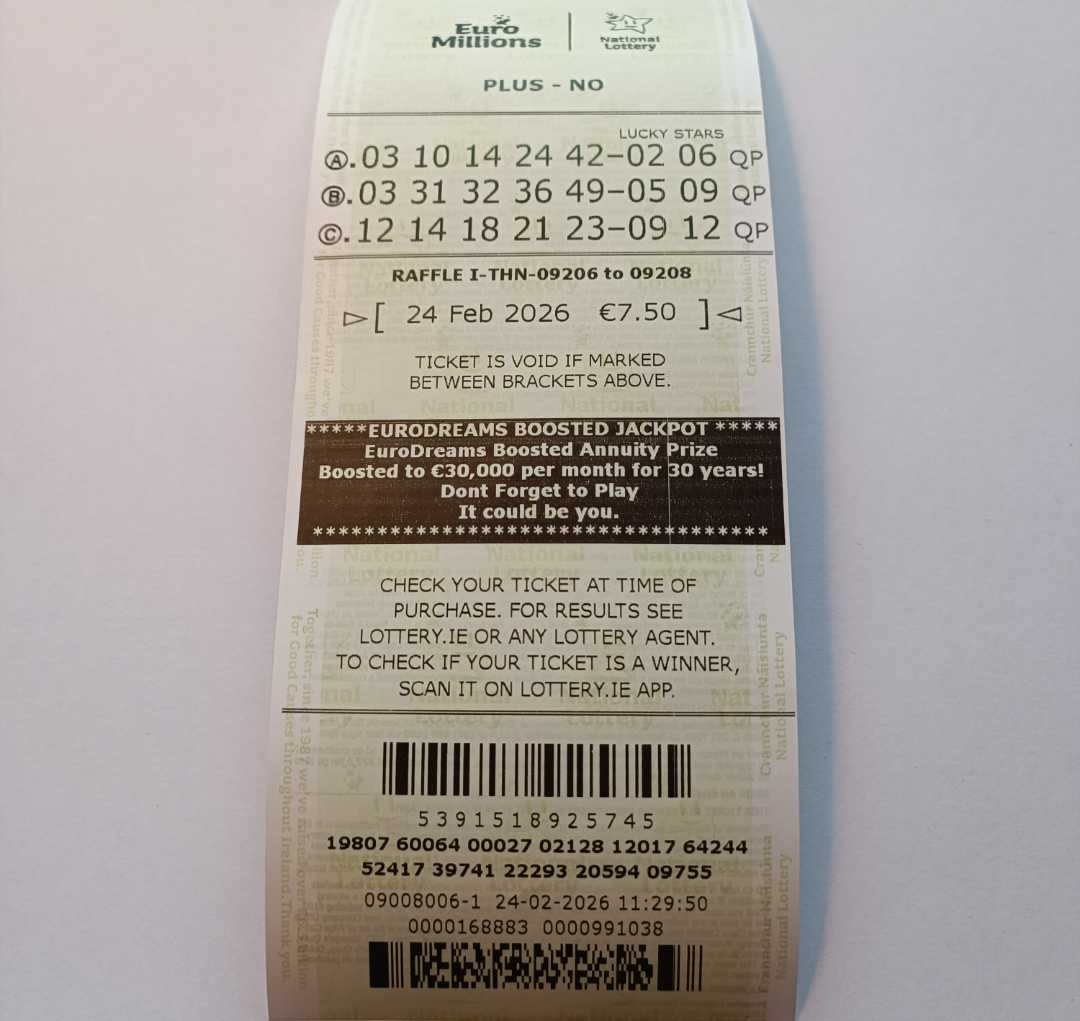 Euro Millions
National Lottery
PLUS - NO
LUCKY STARS
Ⓐ.03 10 14 24 42-02 06 QP
Ⓑ.03 31 32 36 49-05 09 QP
Ⓒ.12 14 18 21 23-09 12 QP
RAFFLE I-THN-09206 to 09208
▷[ 24 Feb 2026 €7.50 ]◁
TICKET IS VOID IF MARKED
BETWEEN BRACKETS ABOVE.
*****EURODREAMS BOOSTED JACKPOT *****
EuroDreams Boosted Annuity Prize
Boosted to €30,000 per month for 30 years!
Dont Forget to Play
It could be you.
***********************************
CHECK YOUR TICKET AT TIME OF
PURCHASE. FOR RESULTS SEE
LOTTERY.IE OR ANY LOTTERY AGENT.
TO CHECK IF YOUR TICKET IS A WINNER,
SCAN IT ON LOTTERY.IE APP.
5391518925745
19807 60064 00027 02128 12017 64244
52417 39741 22293 20594 09755
09008006-1 24-02-2026 11:29:50
0000168883 0000991038
Crannchur Náisiúnta
National Lottery